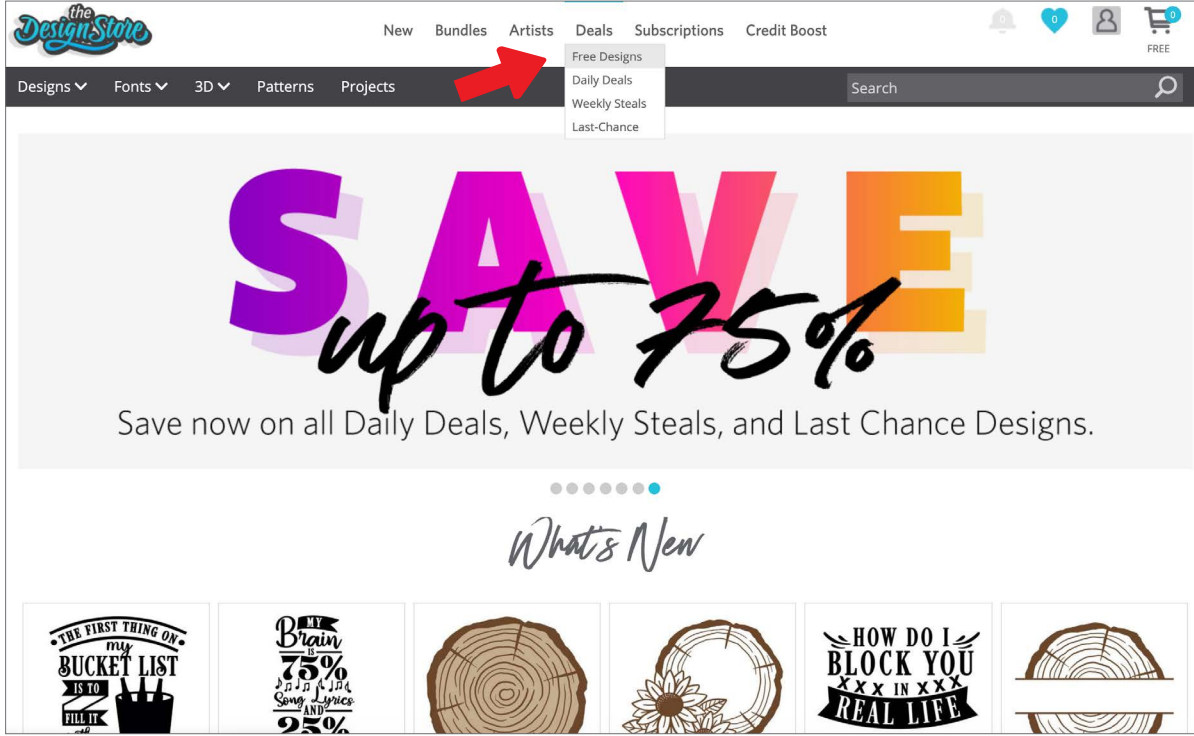 the
Design Store
New Bundles Artists Deals Subscriptions Credit Boost
0
0
0
FREE
Free Designs
Daily Deals
Weekly Steals
Last-Chance
Designs Fonts 3D Patterns Projects
Search
SAVE
up to 75%
Save now on all Daily Deals, Weekly Steals, and Last Chance Designs.
What's New
THE FIRST THING ON
my
BUCKET LIST
IS TO
FILL IT
with
MY
Brain
IS
75%
Song Lyrics
AND
25%
HOW DO I
BLOCK YOU
XXX IN XXX
REAL LIFE